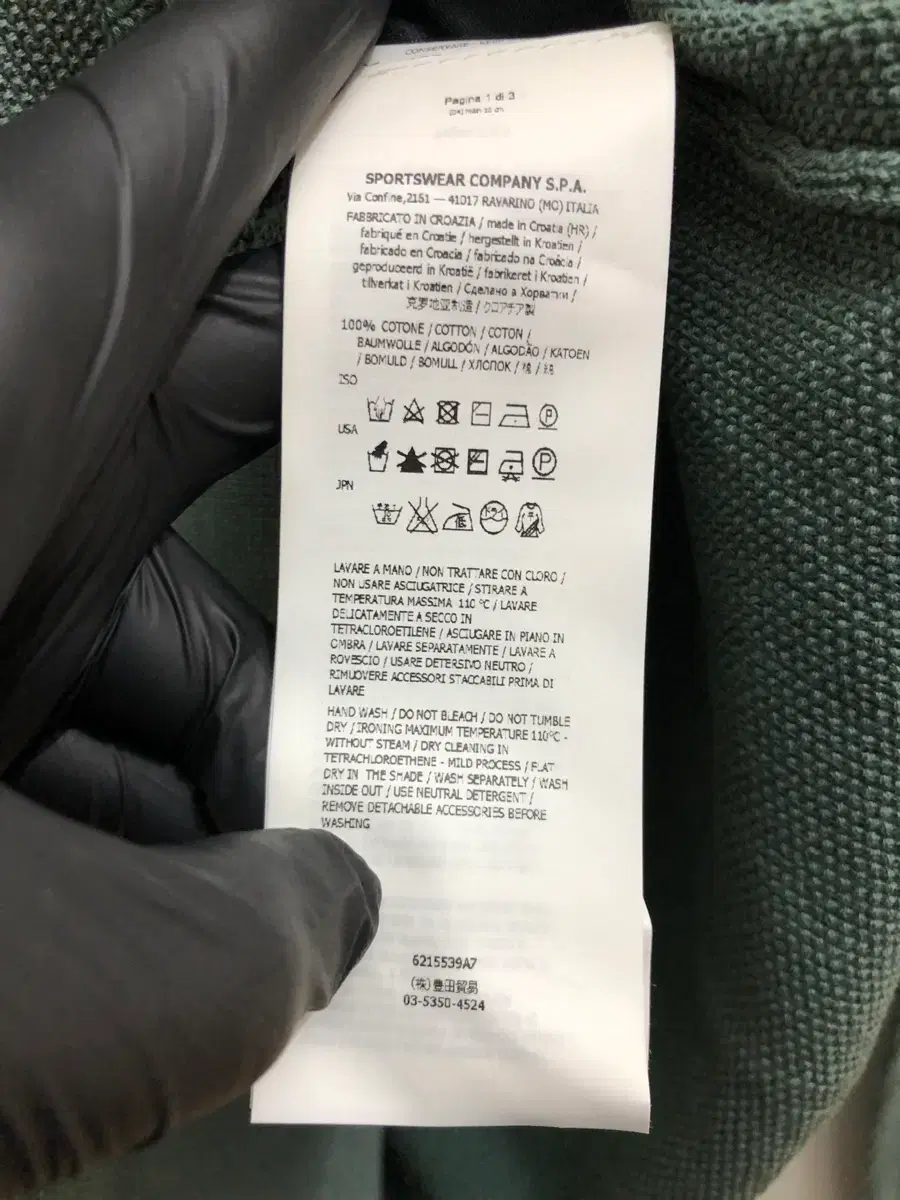 CONSERVARE
Pagina 1 di 3
SPORTSWEAR COMPANY S.P.A.
Via Confine,2151 — 41017 RAVARINO (MO) ITALIA
FABBRICATO IN CROAZIA / made in Croatia (HR) /
fabriqué en Croatie / hergestellt in Kroatien /
fabricado en Croacia / fabricado na Croácia /
geproduceerd in Kroatië / fabrikeret i Kroatien /
tillverkat i Kroatien / Сделано в Хорватии /
克罗地亚制造 / クロアチア製
100% COTONE / COTTON / COTON /
BAUMWOLLE / ALGODÓN / ALGODÃO / KATOEN
/ BOMULD / BOMULL / ХЛОПОК / 棉 / 綿
ISO
P
USA
P
JPN
LAVARE A MANO / NON TRATTARE CON CLORO /
NON USARE ASCIUGATRICE / STIRARE A
TEMPERATURA MASSIMA 110 °C / LAVARE
DELICATAMENTE A SECCO IN
TETRACLOROETILENE / ASCIUGARE IN PIANO IN
OMBRA / LAVARE SEPARATAMENTE / LAVARE A
ROVESCIO / USARE DETERSIVO NEUTRO /
RIMUOVERE ACCESSORI STACCABILI PRIMA DI
LAVARE
HAND WASH / DO NOT BLEACH / DO NOT TUMBLE
DRY / IRONING MAXIMUM TEMPERATURE 110°C -
WITHOUT STEAM / DRY CLEANING IN
TETRACHLOROETHENE - MILD PROCESS / FLAT
DRY IN THE SHADE / WASH SEPARATELY / WASH
INSIDE OUT / USE NEUTRAL DETERGENT /
REMOVE DETACHABLE ACCESSORIES BEFORE
WASHING
6215539A7
(株)豊田貿易
03-5350-4524